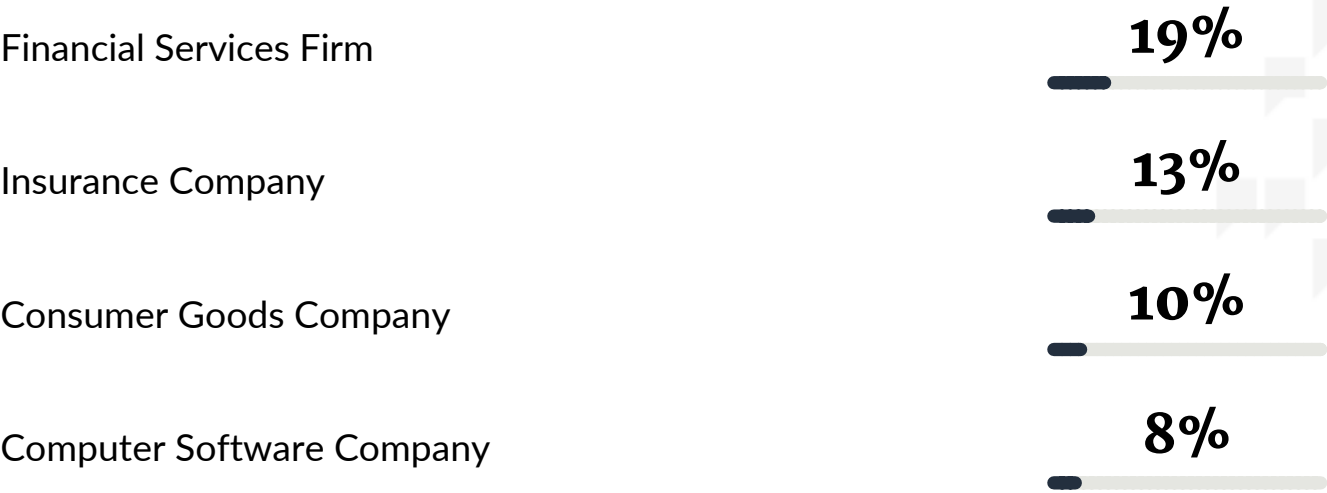 Financial Services Firm
19%
Insurance Company
13%
Consumer Goods Company
10%
Computer Software Company
8%